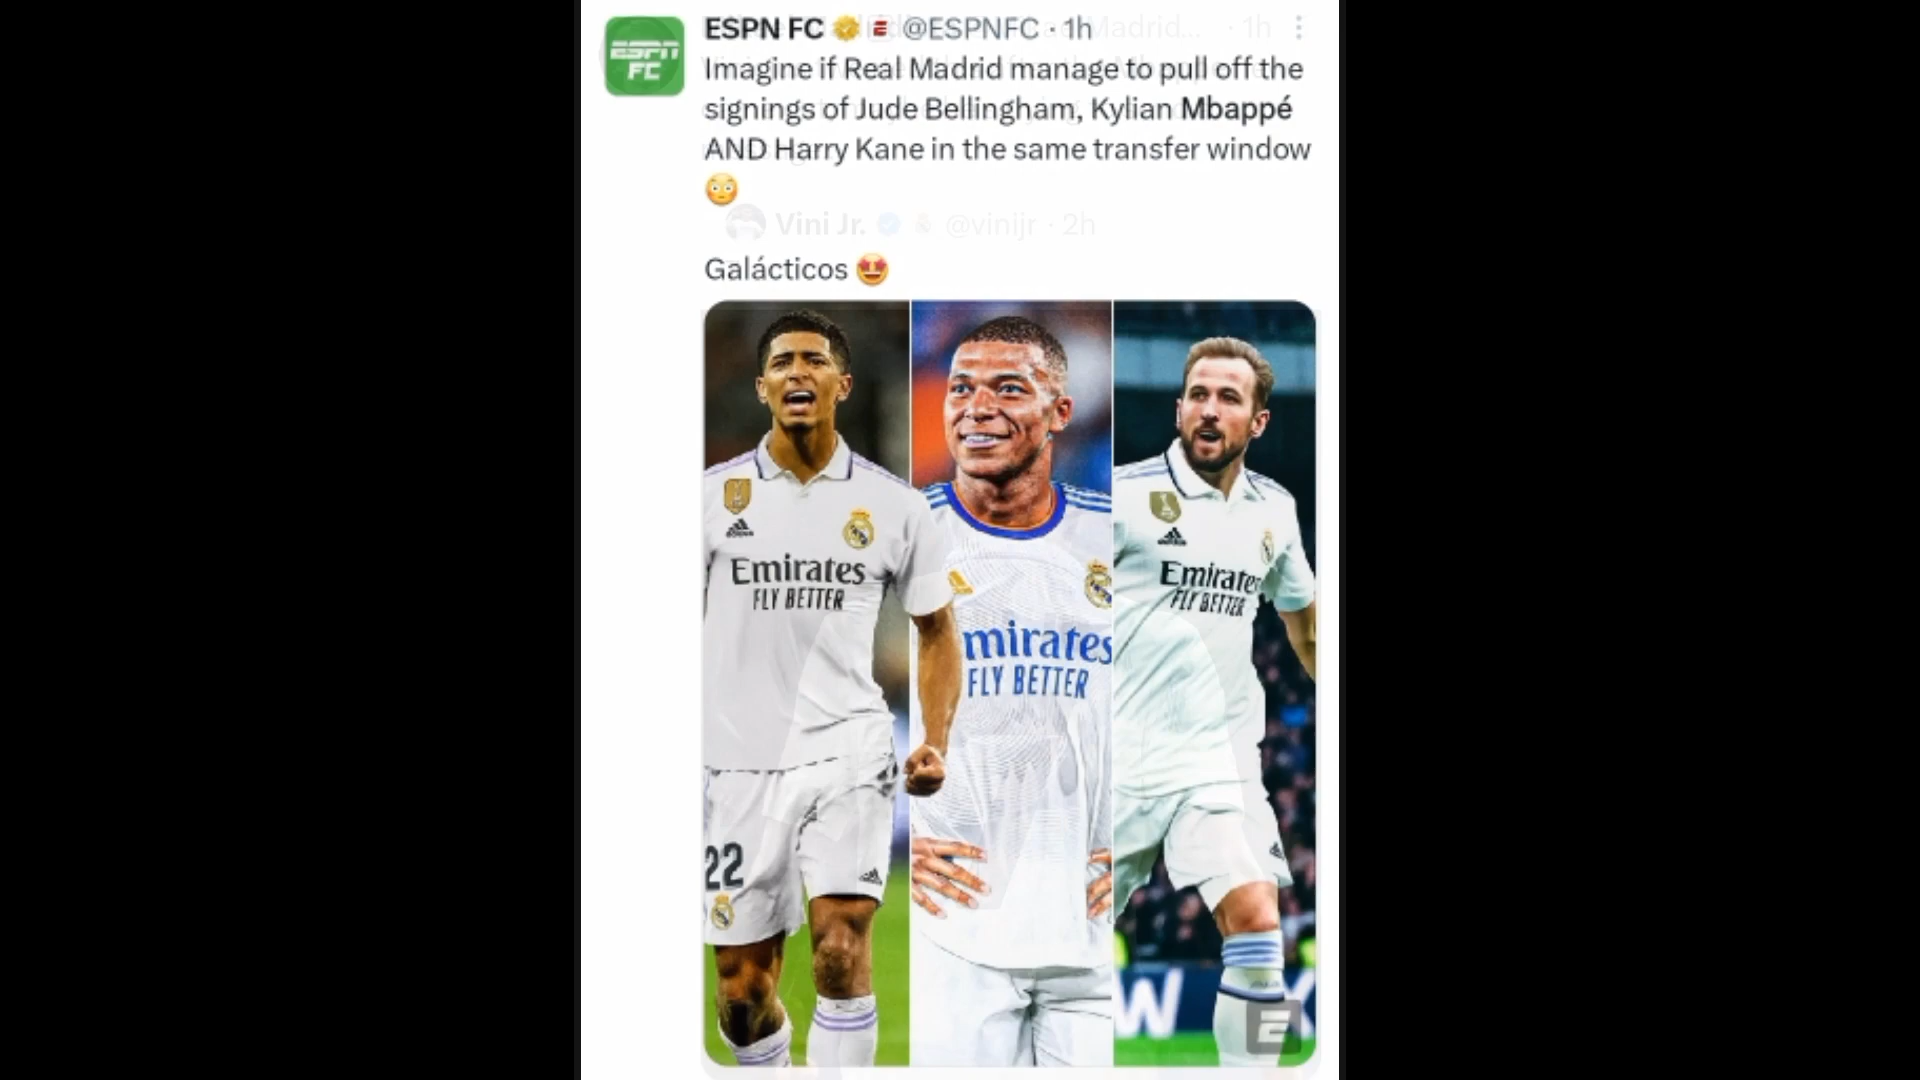 ESPN FC @ESPNFC · 1h
Imagine if Real Madrid manage to pull off the
signings of Jude Bellingham, Kylian Mbappé
AND Harry Kane in the same transfer window
😳
Vini Jr. @vinijr · 2h
Galácticos 🤩
ESPN
FC
Emirates
FLY BETTER
22
mirates
FLY BETTER
Emirates
FLY BETTER
W
E